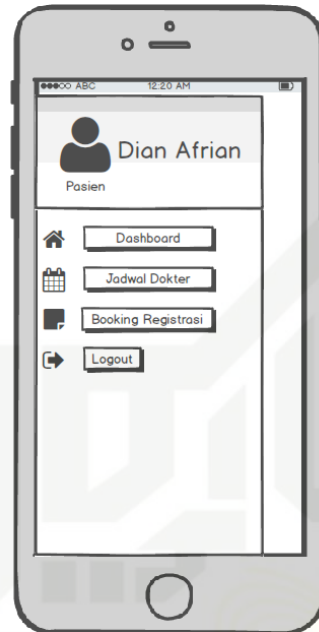 ABC 12:20 AM
Dian Afrian
Pasien
Dashboard
Jadwal Dokter
Booking Registrasi
Logout